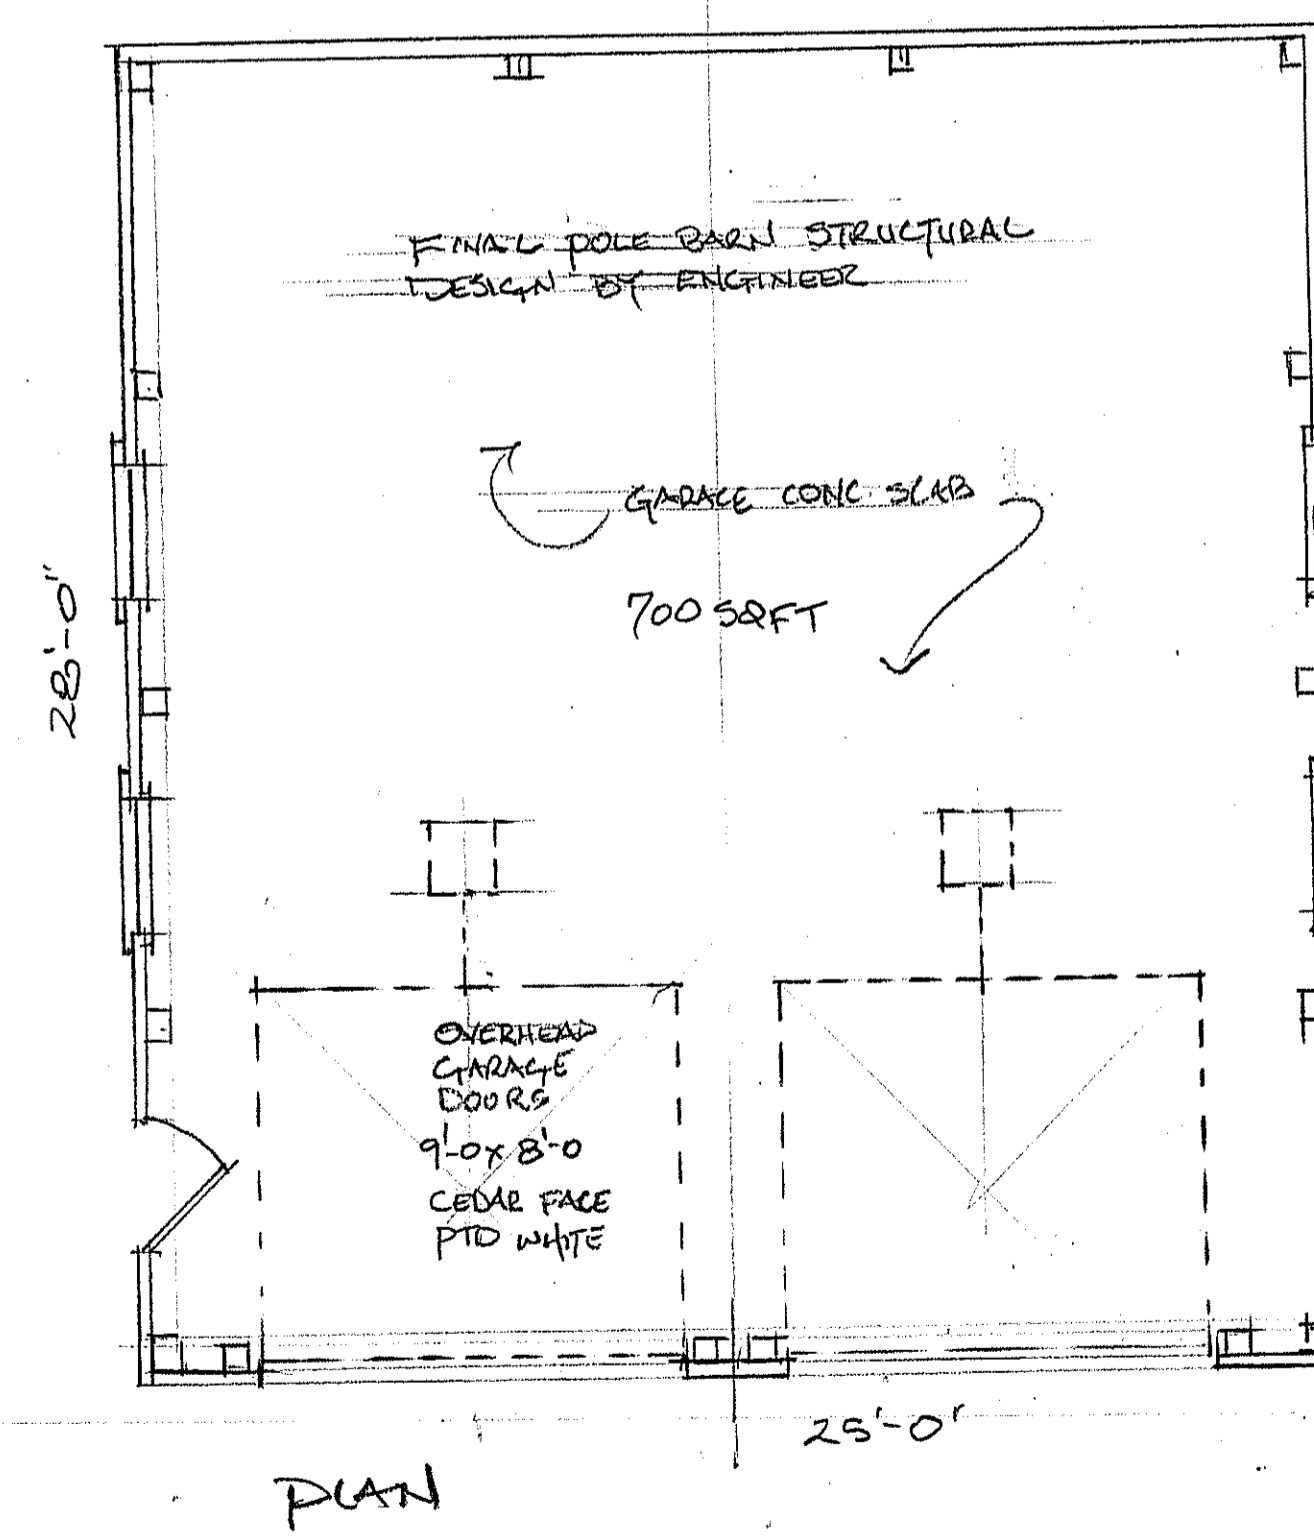 FINAL POLE BARN STRUCTURAL
DESIGN BY ENGINEER
GARAGE CONC. SLAB
700 SQFT
28'-0"
OVERHEAD
GARAGE
DOORS
9'-0 x 8'-0
CEDAR FACE
PTD WHITE
25'-0"
PLAN